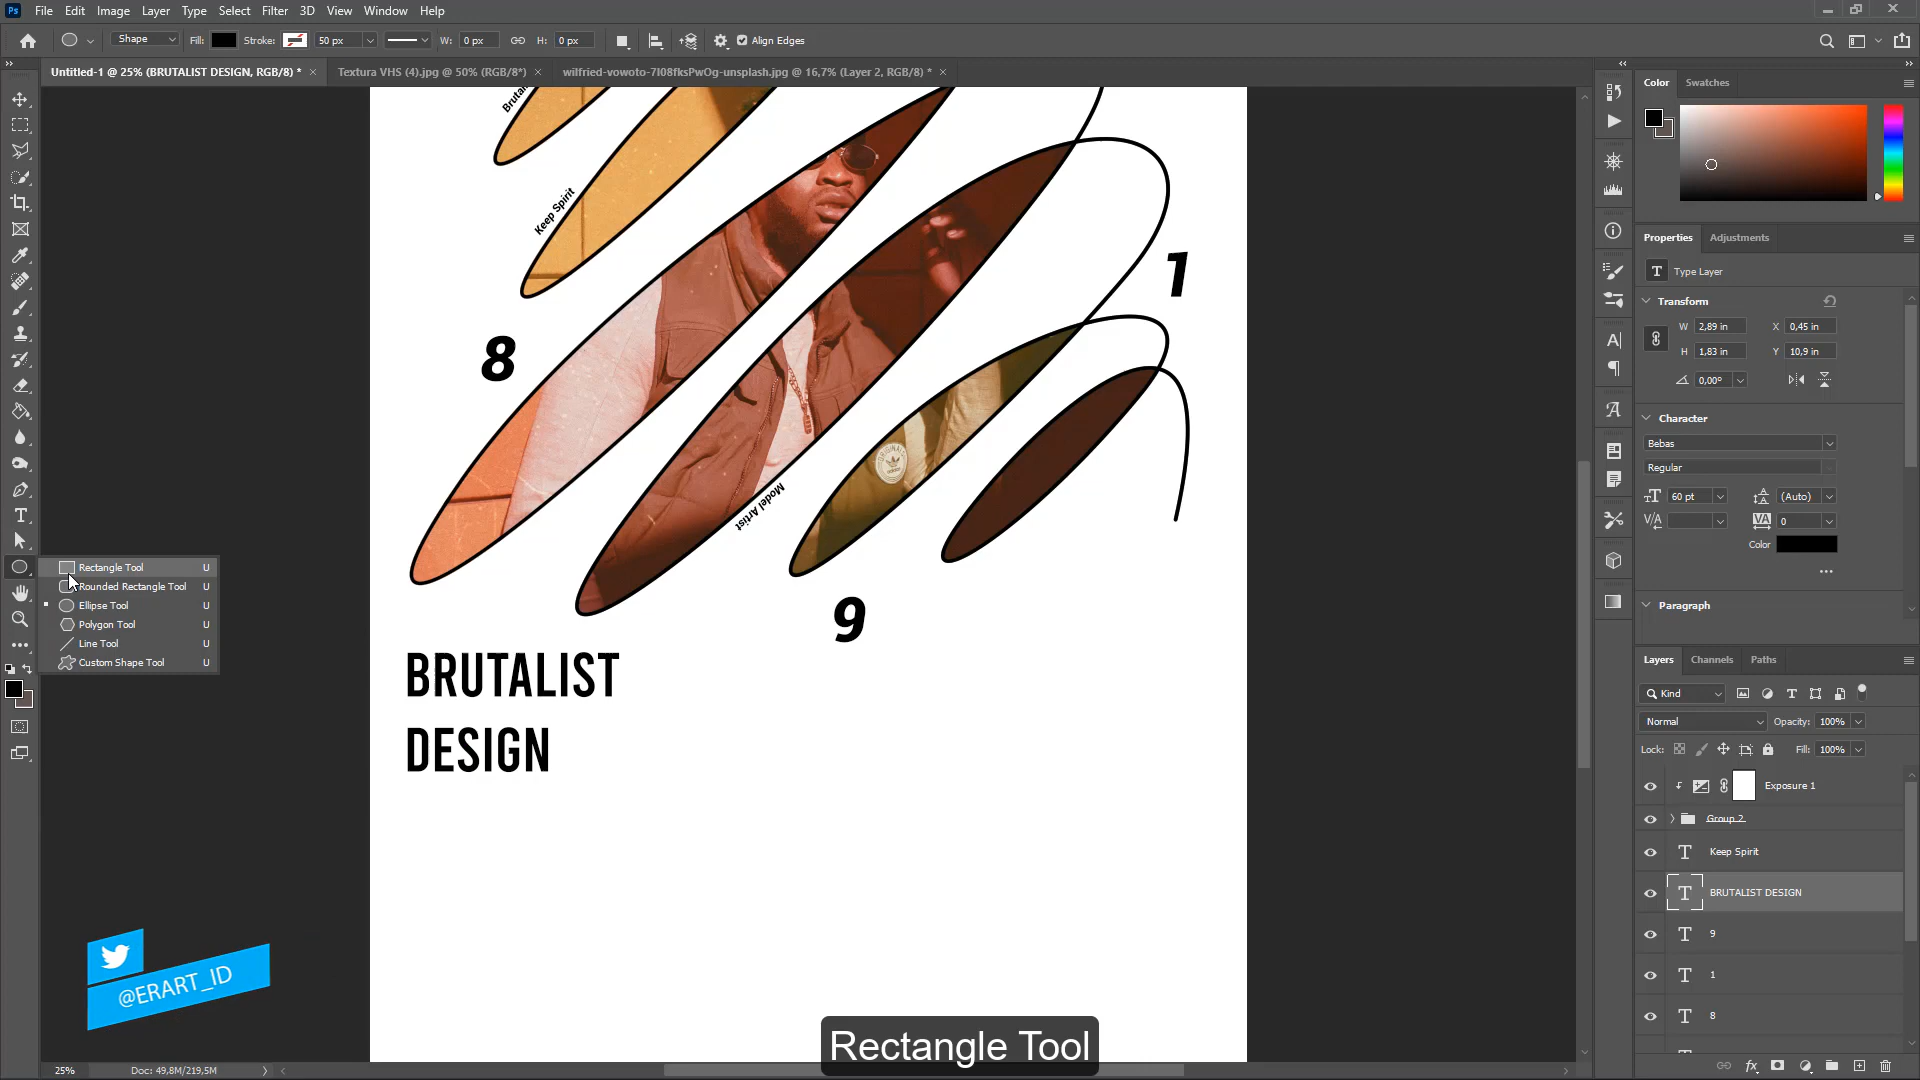 Ps File Edit Image Layer Type Select Filter 3D View Window Help
Shape Fill: Stroke: 50 px W: 0 px H: 0 px Align Edges
Untitled-1 @ 25% (BRUTALIST DESIGN, RGB/8) * Textura VHS (4).jpg @ 50% (RGB/8*) wilfried-vowoto-7I08fksPwOg-unsplash.jpg @ 16,7% (Layer 2, RGB/8) *
Color Swatches
Keep Spirit
1
8
ORIGINALS
Model Artist
9
BRUTALIST
DESIGN
Rectangle Tool U
Rounded Rectangle Tool U
Ellipse Tool U
Polygon Tool U
Line Tool U
Custom Shape Tool U
Properties Adjustments
T Type Layer
Transform
W 2,89 in X 0,45 in
H 1,83 in Y 10,9 in
0,00°
Character
Bebas
Regular
60 pt (Auto)
0
Color
Paragraph
Layers Channels Paths
Kind
Normal Opacity: 100%
Lock: Fill: 100%
Exposure 1
Group 2
Keep Spirit
BRUTALIST DESIGN
9
1
8
@ERART_ID
Rectangle Tool
25% Doc: 49,8M/219,5M